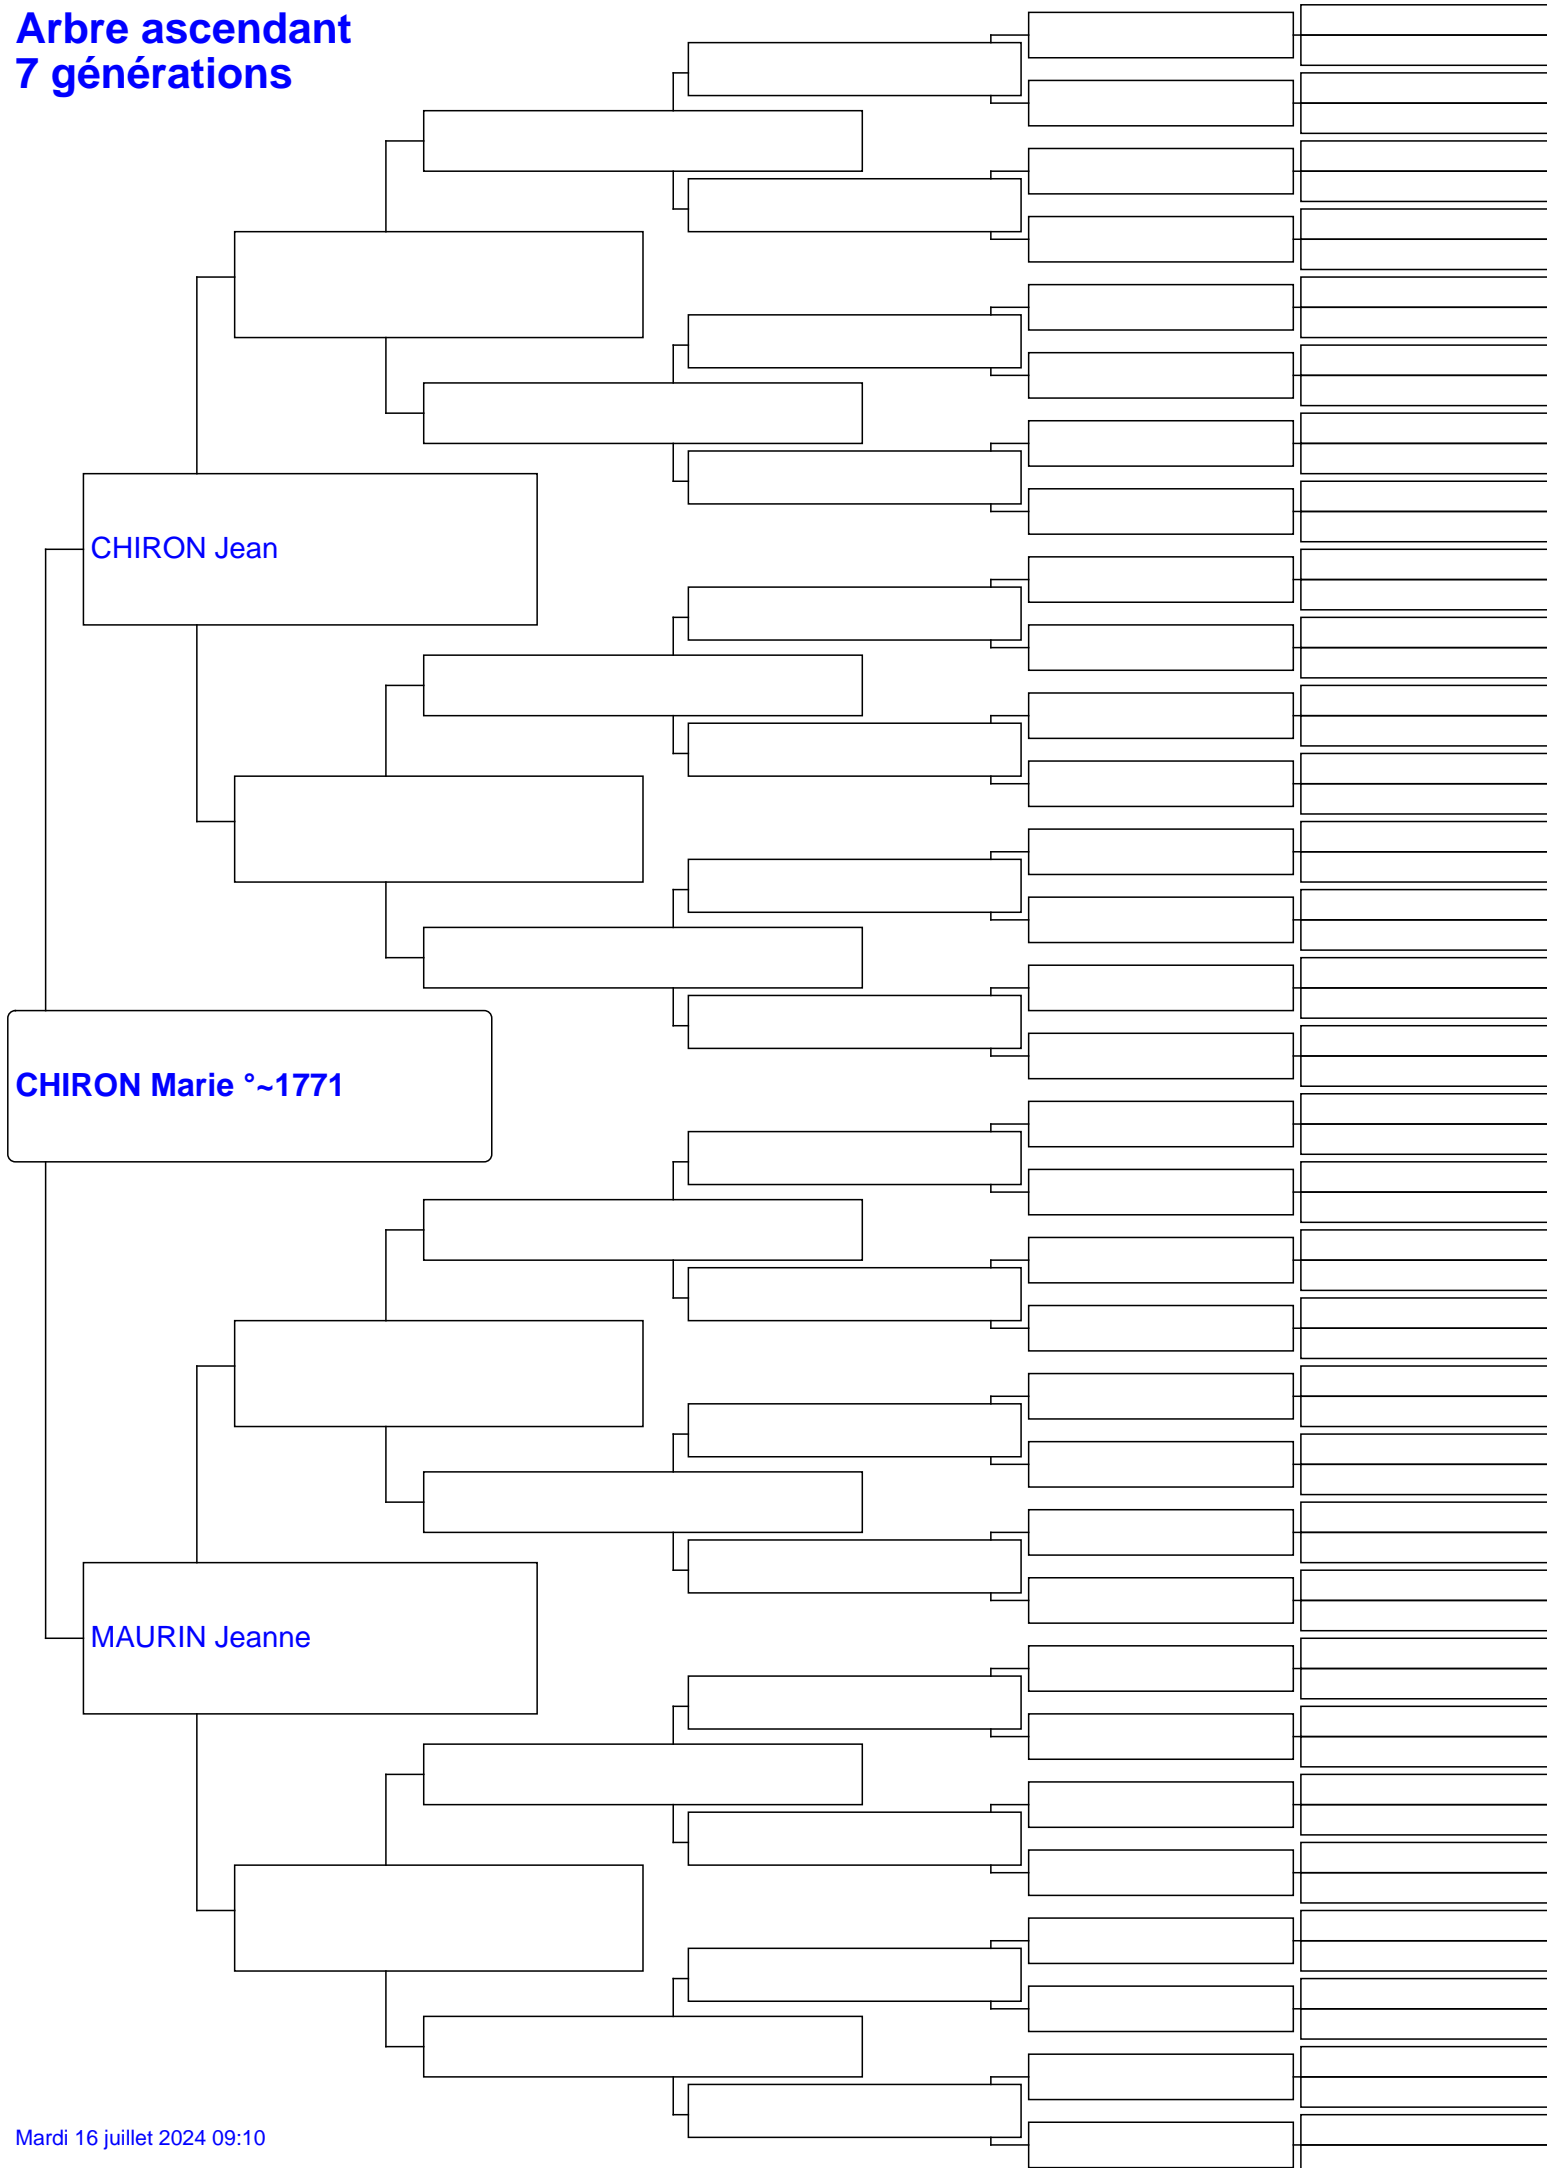 Arbre ascendant
7 générations
CHIRON Jean
CHIRON Marie °~1771
MAURIN Jeanne
Mardi 16 juillet 2024 09:10